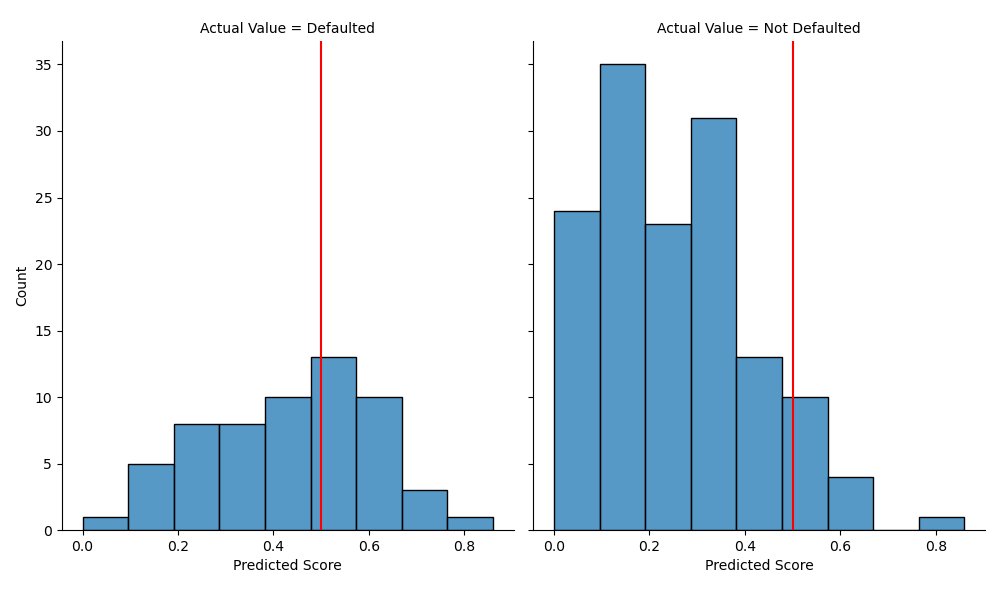 Actual Value = Defaulted
Actual Value = Not Defaulted
35
30
25
20
15
10
5
0
Count
0.0 0.2 0.4 0.6 0.8
0.0 0.2 0.4 0.6 0.8
Predicted Score
Predicted Score